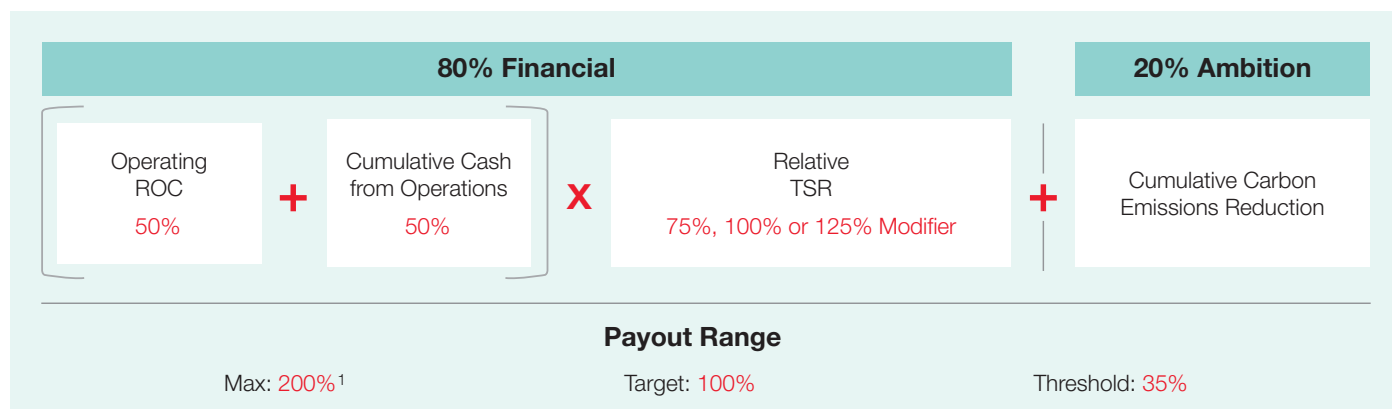 80% Financial
20% Ambition
Operating
ROC
50%
+
Cumulative Cash
from Operations
50%
X
Relative
TSR
75%, 100% or 125% Modifier
+
Cumulative Carbon
Emissions Reduction
Payout Range
Max: 200%¹
Target: 100%
Threshold: 35%